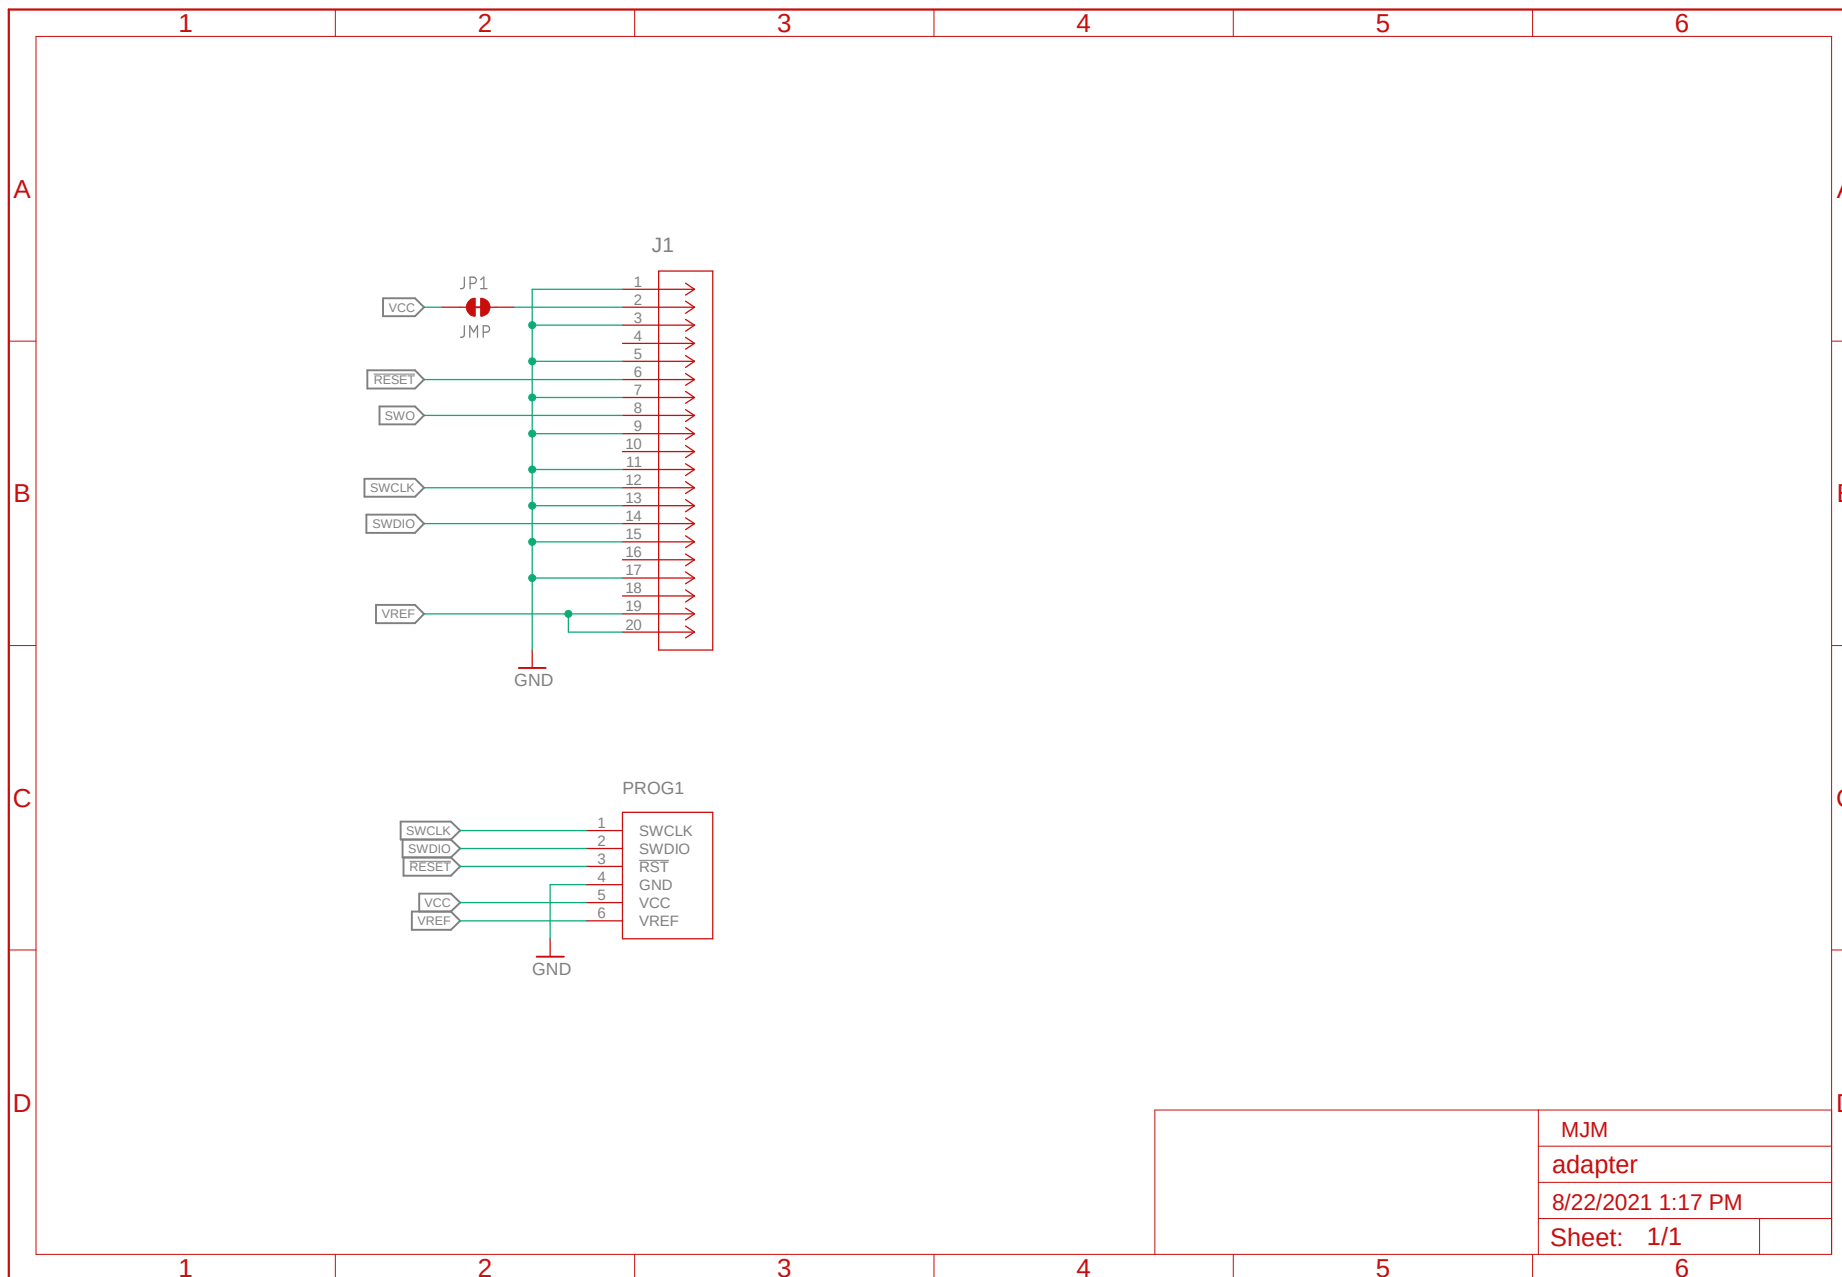 1 2 3 4 5 6
A A
J1
JP1
1
VCC 2
JMP 3
4
5
RESET 6
7
SWO 8
9
10
11
B
SWCLK 12
13
SWDIO 14
15
16
17
18
VREF 19
20
GND
PROG1
C
SWCLK 1 SWCLK
SWDIO 2 SWDIO
RESET 3 RST
4 GND
VCC 5 VCC
VREF 6 VREF
GND
D
MJM
adapter
8/22/2021 1:17 PM
Sheet: 1/1
1 2 3 4 5 6